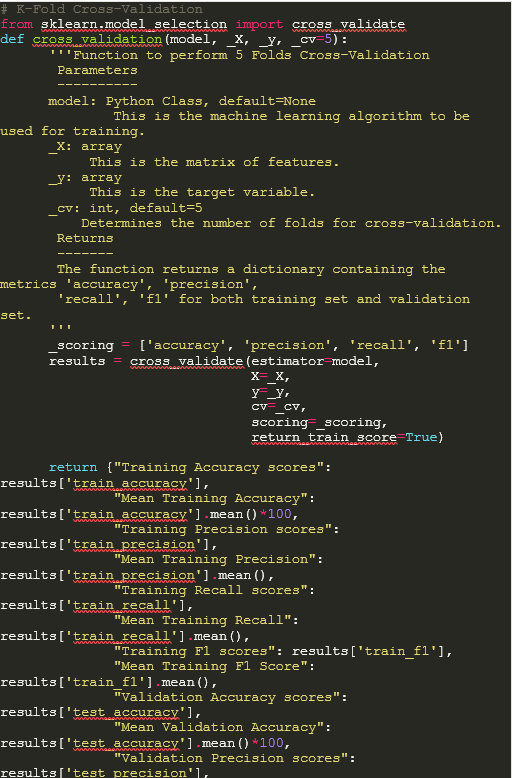 # K-Fold Cross-Validation
from sklearn.model_selection import cross_validate
def cross_validation(model, _X, _y, _cv=5):
'''Function to perform 5 Folds Cross-Validation
Parameters
----------
model: Python Class, default=None
This is the machine learning algorithm to be
used for training.
_X: array
This is the matrix of features.
_y: array
This is the target variable.
_cv: int, default=5
Determines the number of folds for cross-validation.
Returns
-------
The function returns a dictionary containing the
metrics 'accuracy', 'precision',
'recall', 'f1' for both training set and validation
set.
'''
_scoring = ['accuracy', 'precision', 'recall', 'f1']
results = cross_validate(estimator=model,
X=_X,
y=_y,
cv=_cv,
scoring=_scoring,
return_train_score=True)
return {"Training Accuracy scores":
results['train_accuracy'],
"Mean Training Accuracy":
results['train_accuracy'].mean()*100,
"Training Precision scores":
results['train_precision'],
"Mean Training Precision":
results['train_precision'].mean(),
"Training Recall scores":
results['train_recall'],
"Mean Training Recall":
results['train_recall'].mean(),
"Training F1 scores": results['train_f1'],
"Mean Training F1 Score":
results['train_f1'].mean(),
"Validation Accuracy scores":
results['test_accuracy'],
"Mean Validation Accuracy":
results['test_accuracy'].mean()*100,
"Validation Precision scores":
results['test_precision'],